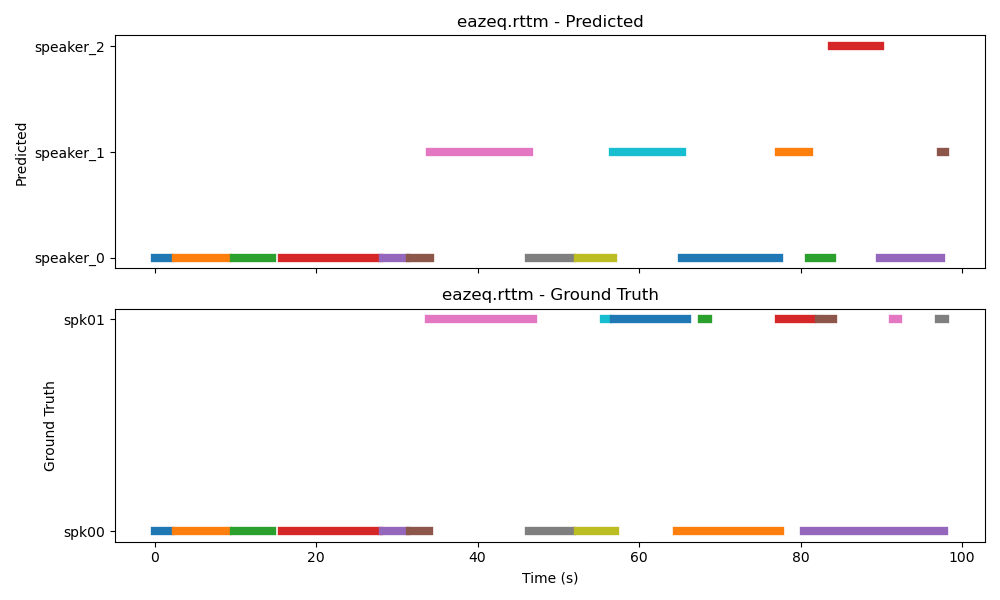 eazeq.rttm - Predicted
speaker_2
speaker_1
speaker_0
Predicted
eazeq.rttm - Ground Truth
spk01
spk00
Ground Truth
0 20 40 60 80 100
Time (s)